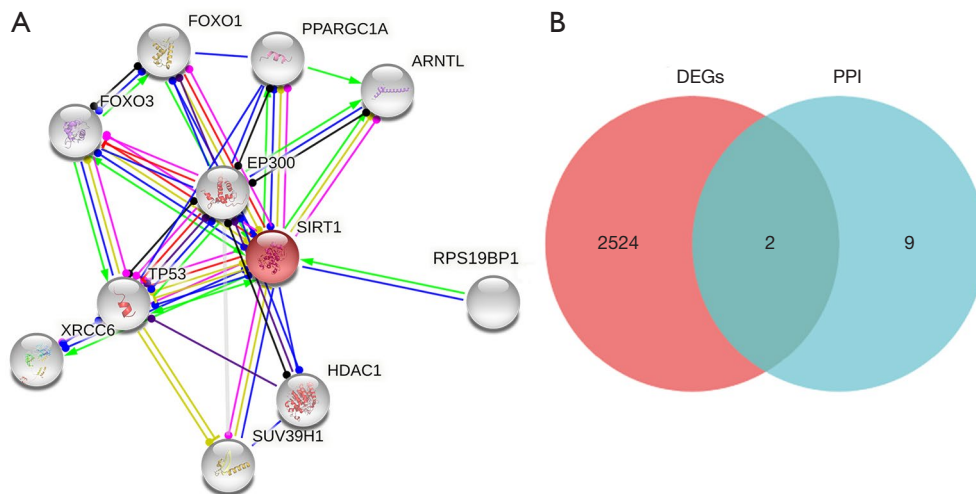 A
FOXO1
PPARGC1A
ARNTL
FOXO3
EP300
SIRT1
RPS19BP1
TP53
XRCC6
HDAC1
SUV39H1
B
DEGs
PPI
2524
2
9